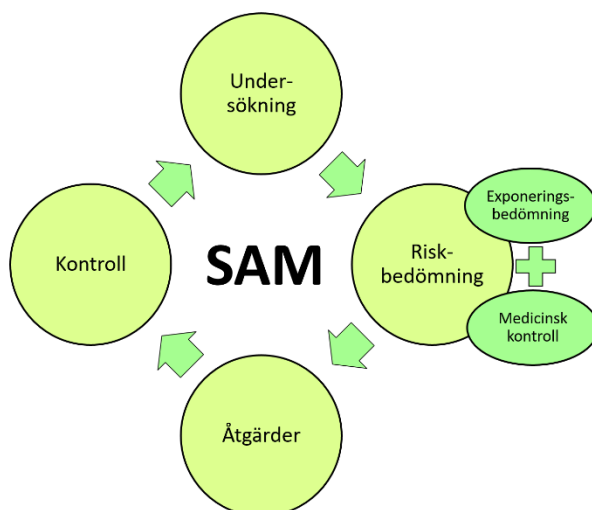 Under-
sökning
Exponerings-
bedömning
Kontroll
SAM
Risk-
bedömning
Medicinsk
kontroll
Åtgärder